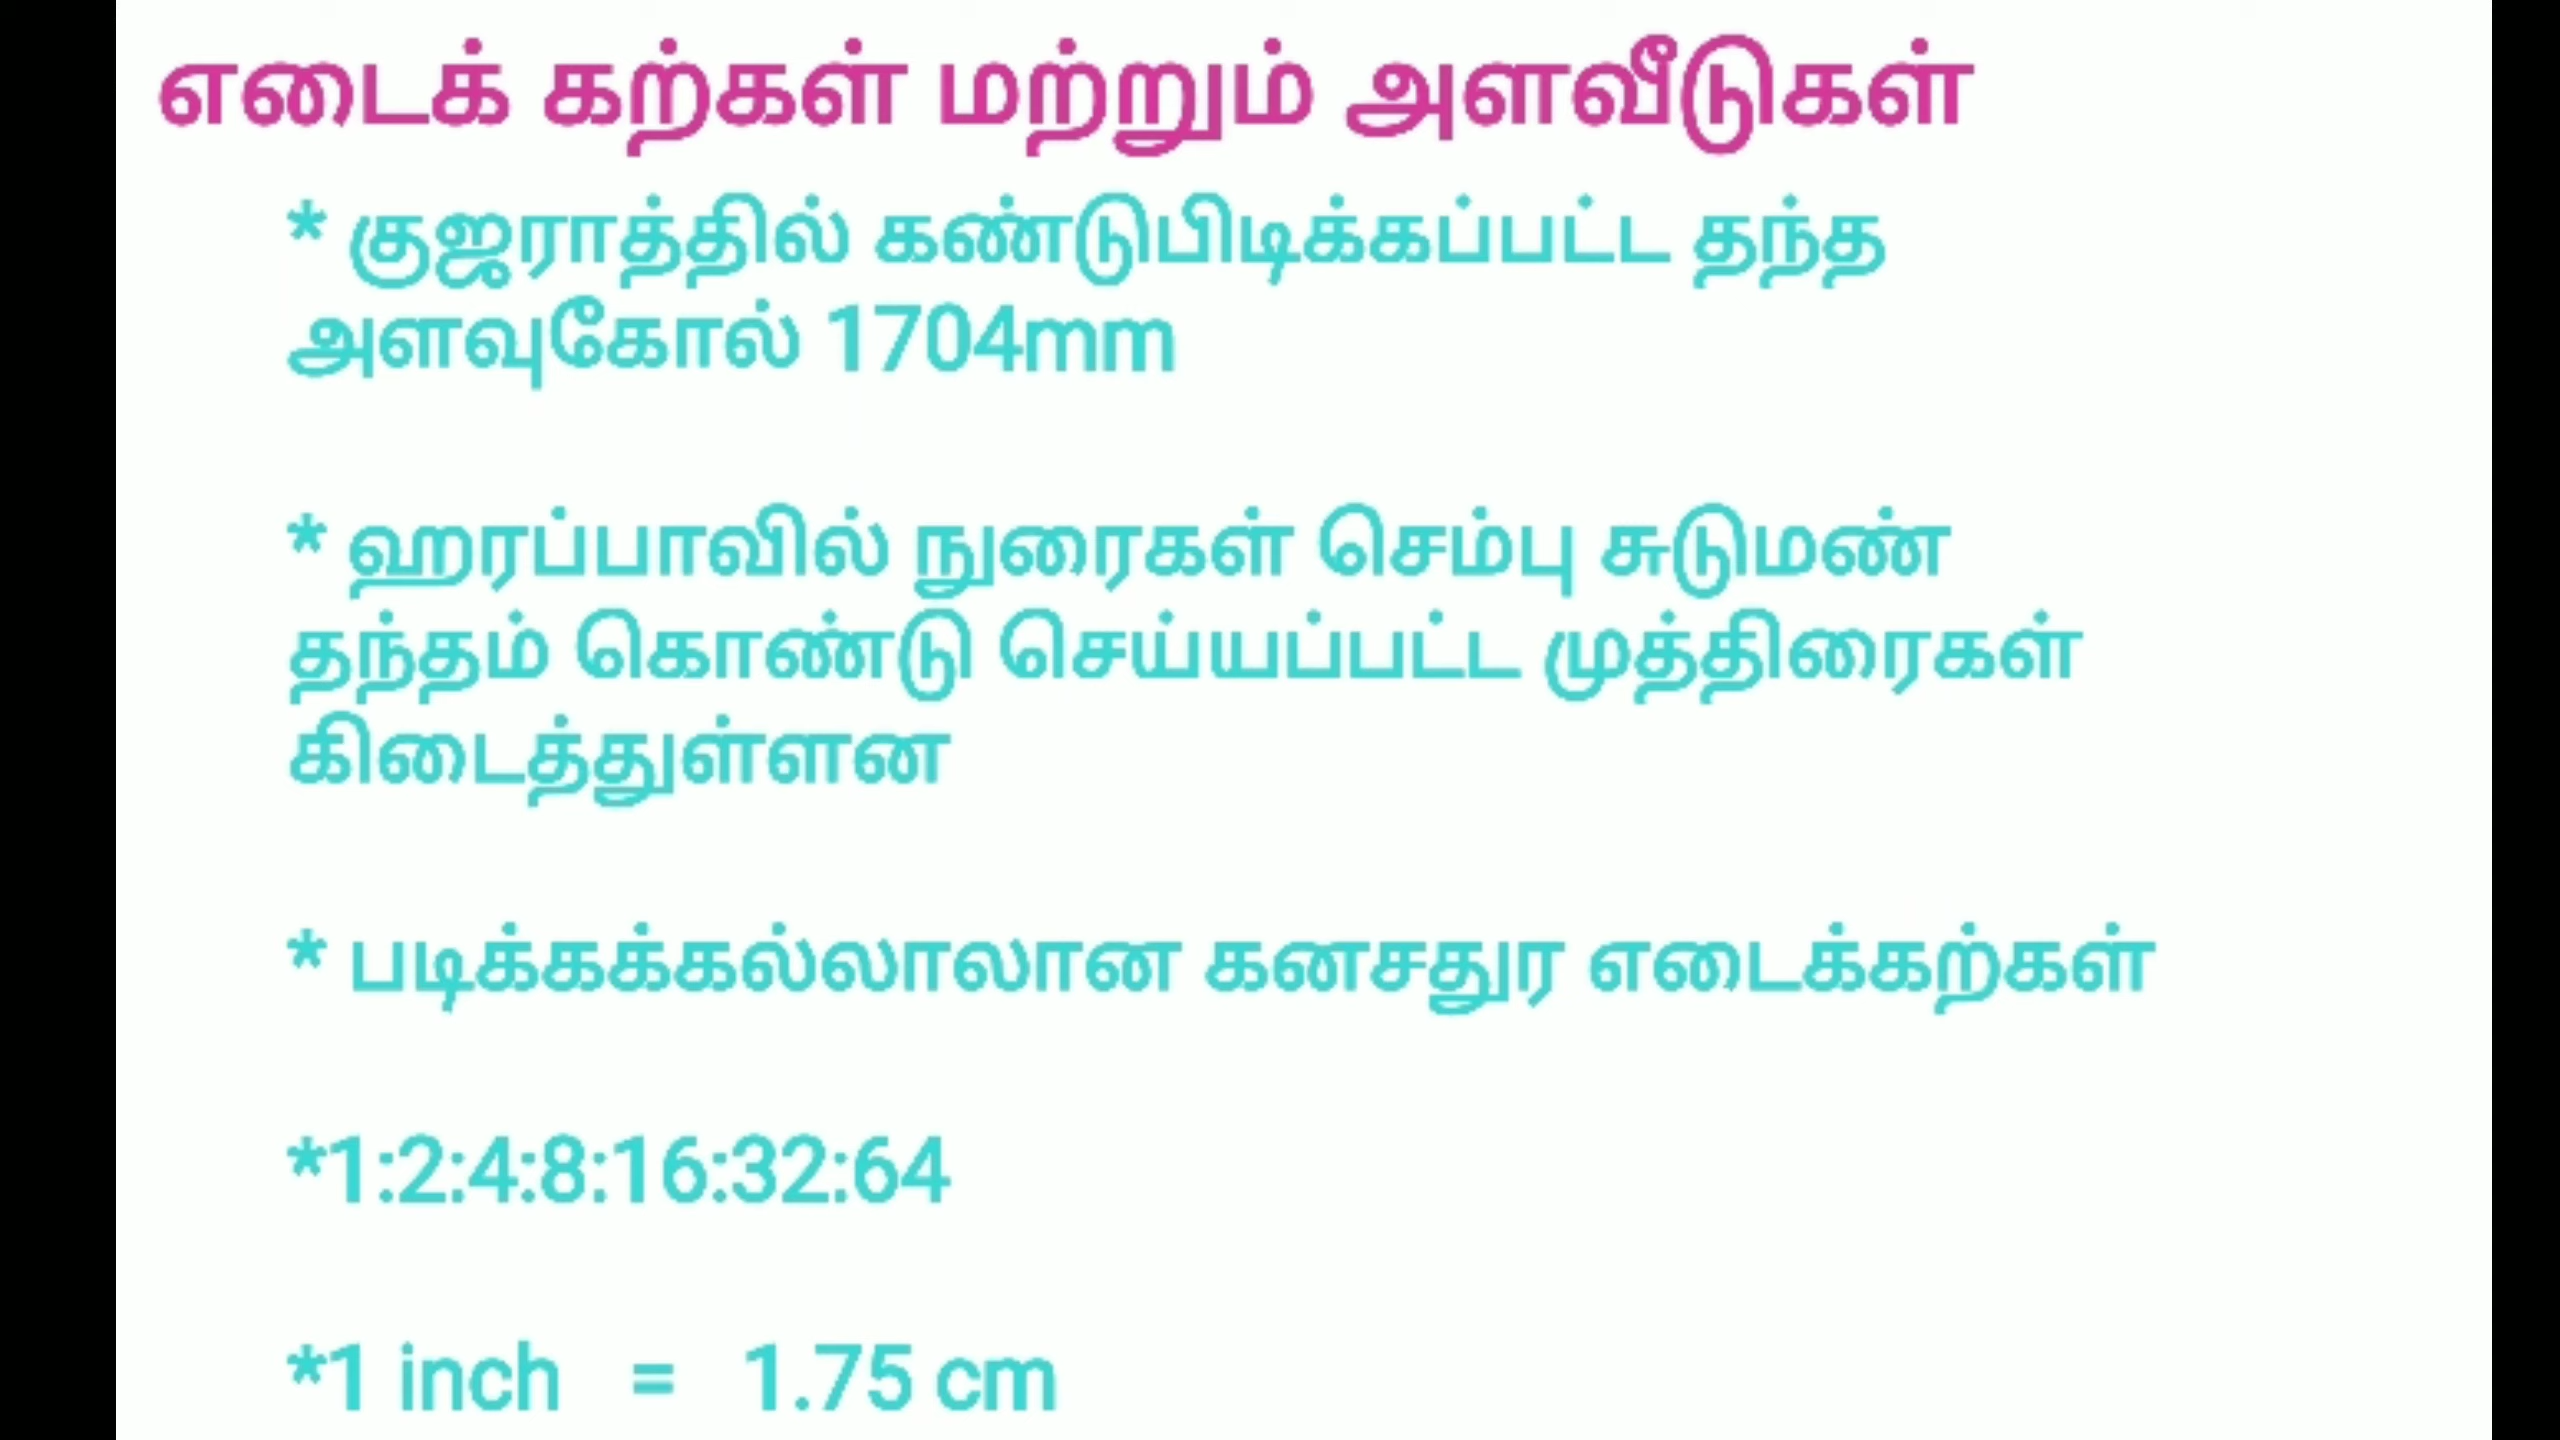 எடைக் கற்கள் மற்றும் அளவீடுகள்
* குஜராத்தில் கண்டுபிடிக்கப்பட்ட தந்த
அளவுகோல் 1704mm
* ஹரப்பாவில் நுரைகள் செம்பு சுடுமண்
தந்தம் கொண்டு செய்யப்பட்ட முத்திரைகள்
கிடைத்துள்ளன
* படிக்கக்கல்லாலான கனசதுர எடைக்கற்கள்
*1:2:4:8:16:32:64
*1 inch = 1.75 cm